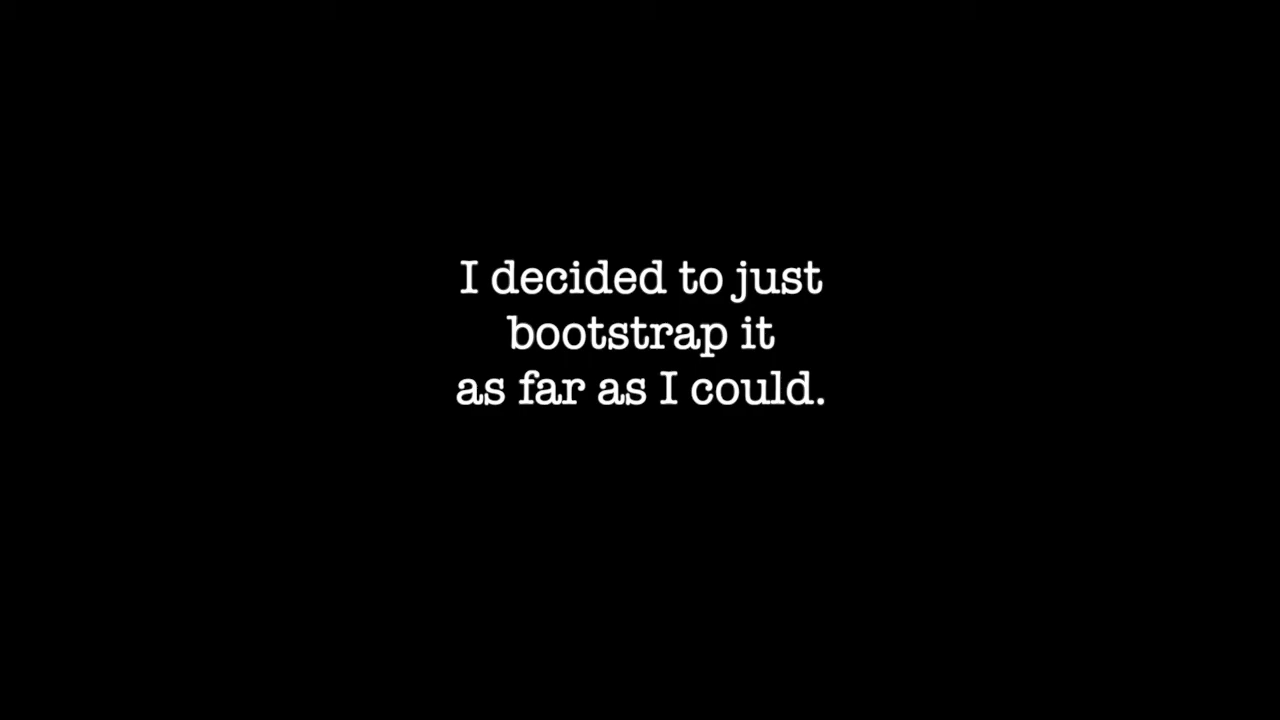 I decided to just
bootstrap it
as far as I could.